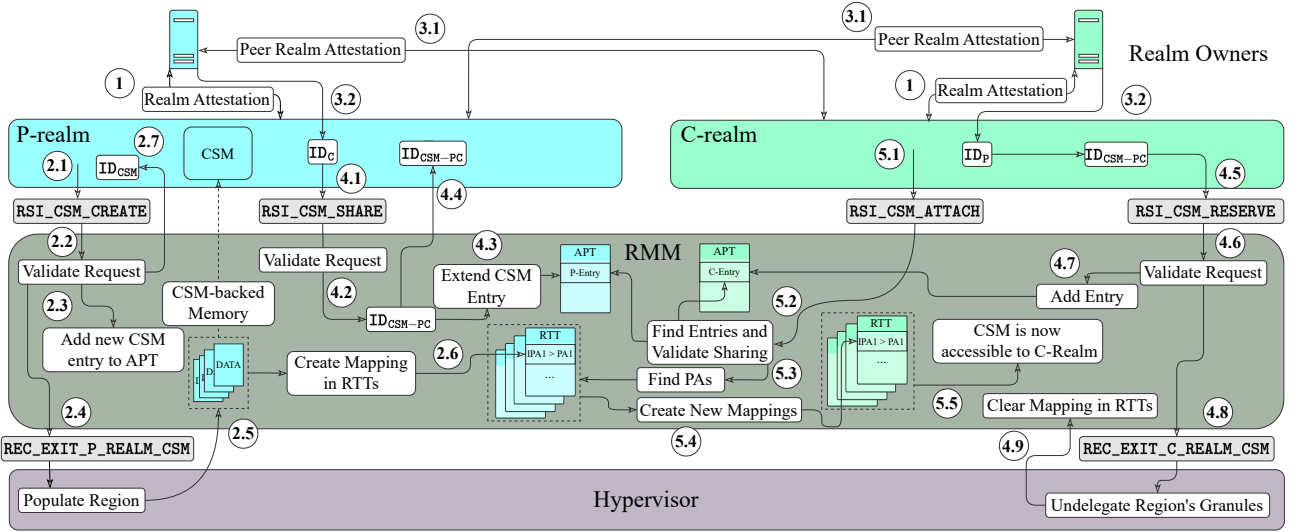 3.1
3.1
Peer Realm Attestation
Peer Realm Attestation
Realm Owners
1
Realm Attestation
3.2
1
Realm Attestation
3.2
P-realm
C-realm
2.1
2.7
ID_CSM
CSM
ID_C
4.1
ID_CSM-PC
4.4
5.1
ID_P
ID_CSM-PC
4.5
RSI_CSM_CREATE
RSI_CSM_SHARE
RSI_CSM_ATTACH
RSI_CSM_RESERVE
RMM
2.2
Validate Request
2.3
Add new CSM
entry to APT
CSM-backed
Memory
Validate Request
4.2
ID_CSM-PC
4.3
Extend CSM
Entry
APT
P-Entry
APT
C-Entry
4.6
Validate Request
4.7
Add Entry
5.2
Find Entries and
Validate Sharing
5.3
Find PAs
DATA
Create Mapping
in RTTs
2.6
RTT
IPA1 > PA1
...
RTT
IPA1 > PA1
...
CSM is now
accessible to C-Realm
5.5
Create New Mappings
5.4
Clear Mapping in RTTs
2.4
2.5
4.8
4.9
REC_EXIT_P_REALM_CSM
REC_EXIT_C_REALM_CSM
Populate Region
Hypervisor
Undelegate Region's Granules